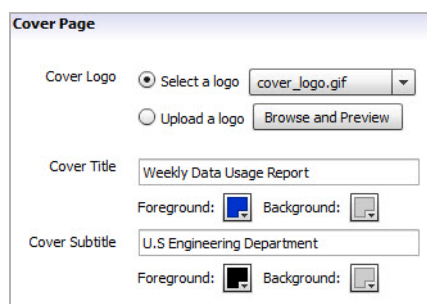 Cover Page
Cover Logo Select a logo cover_logo.gif
Upload a logo Browse and Preview
Cover Title Weekly Data Usage Report
Foreground: Background:
Cover Subtitle U.S Engineering Department
Foreground: Background: